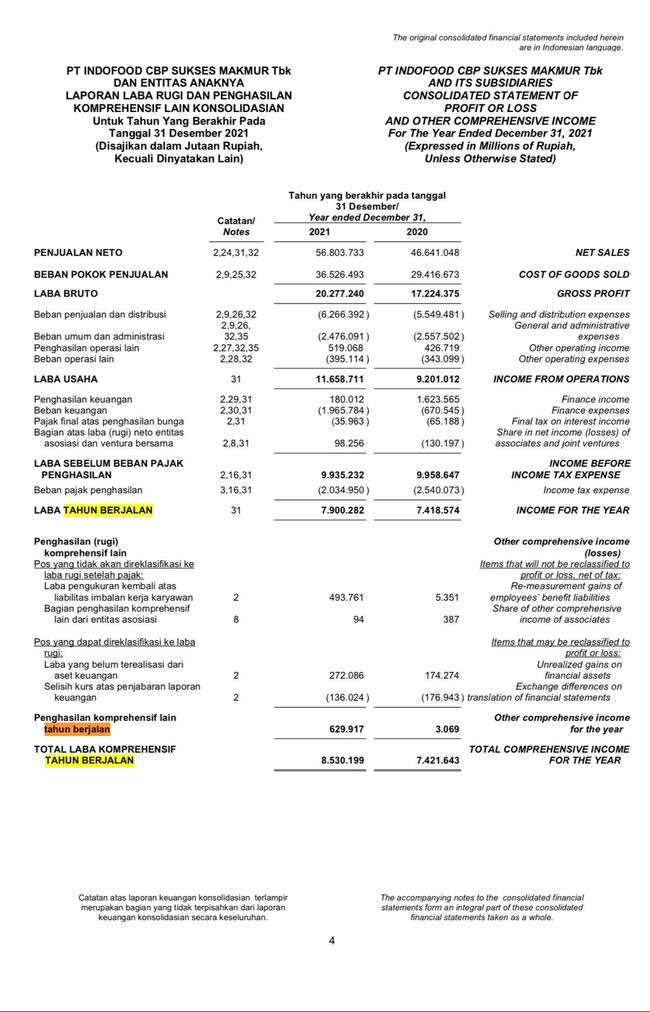 The original consolidated financial statements included herein
are in Indonesian language.
PT INDOFOOD CBP SUKSES MAKMUR Tbk
DAN ENTITAS ANAKNYA
LAPORAN LABA RUGI DAN PENGHASILAN
KOMPREHENSIF LAIN KONSOLIDASIAN
Untuk Tahun Yang Berakhir Pada
Tanggal 31 Desember 2021
(Disajikan dalam Jutaan Rupiah,
Kecuali Dinyatakan Lain)
PT INDOFOOD CBP SUKSES MAKMUR Tbk
AND ITS SUBSIDIARIES
CONSOLIDATED STATEMENT OF
PROFIT OR LOSS
AND OTHER COMPREHENSIVE INCOME
For The Year Ended December 31, 2021
(Expressed in Millions of Rupiah,
Unless Otherwise Stated)
Tahun yang berakhir pada tanggal
31 Desember/
Year ended December 31,
Catatan/
Notes 2021 2020
PENJUALAN NETO 2,24,31,32 56.803.733 46.641.048 NET SALES
BEBAN POKOK PENJUALAN 2,9,25,32 36.526.493 29.416.673 COST OF GOODS SOLD
LABA BRUTO 20.277.240 17.224.375 GROSS PROFIT
Beban penjualan dan distribusi 2,9,26,32 (6.266.392) (5.549.481) Selling and distribution expenses
2,9,26, General and administrative
Beban umum dan administrasi 32,35 (2.476.091) (2.557.502) expenses
Penghasilan operasi lain 2,27,32,35 519.068 426.719 Other operating income
Beban operasi lain 2,28,32 (395.114) (343.099) Other operating expenses
LABA USAHA 31 11.658.711 9.201.012 INCOME FROM OPERATIONS
Penghasilan keuangan 2,29,31 180.012 1.623.565 Finance income
Beban keuangan 2,30,31 (1.965.784) (670.545) Finance expenses
Pajak final atas penghasilan bunga 2,31 (35.963) (65.188) Final tax on interest income
Bagian atas laba (rugi) neto entitas Share in net income (losses) of
asosiasi dan ventura bersama 2,8,31 98.256 (130.197) associates and joint ventures
LABA SEBELUM BEBAN PAJAK INCOME BEFORE
PENGHASILAN 2,16,31 9.935.232 9.958.647 INCOME TAX EXPENSE
Beban pajak penghasilan 3,16,31 (2.034.950) (2.540.073) Income tax expense
LABA TAHUN BERJALAN 31 7.900.282 7.418.574 INCOME FOR THE YEAR
Penghasilan (rugi) Other comprehensive income
komprehensif lain (losses)
Pos yang tidak akan direklasifikasi ke Items that will not be reclassified to
laba rugi setelah pajak: profit or loss, net of tax:
Laba pengukuran kembali atas Re-measurement gains of
liabilitas imbalan kerja karyawan 2 493.761 5.351 employees' benefit liabilities
Bagian penghasilan komprehensif Share of other comprehensive
lain dari entitas asosiasi 8 94 387 income of associates
Pos yang dapat direklasifikasi ke laba Items that may be reclassified to
rugi: profit or loss:
Laba yang belum terealisasi dari Unrealized gains on
aset keuangan 2 272.086 174.274 financial assets
Selisih kurs atas penjabaran laporan Exchange differences on
keuangan 2 (136.024) (176.943) translation of financial statements
Penghasilan komprehensif lain Other comprehensive income
tahun berjalan 629.917 3.069 for the year
TOTAL LABA KOMPREHENSIF TOTAL COMPREHENSIVE INCOME
TAHUN BERJALAN 8.530.199 7.421.643 FOR THE YEAR
Catatan atas laporan keuangan konsolidasian terlampir
merupakan bagian yang tidak terpisahkan dari laporan
keuangan konsolidasian secara keseluruhan.
The accompanying notes to the consolidated financial
statements form an integral part of these consolidated
financial statements taken as a whole.
4